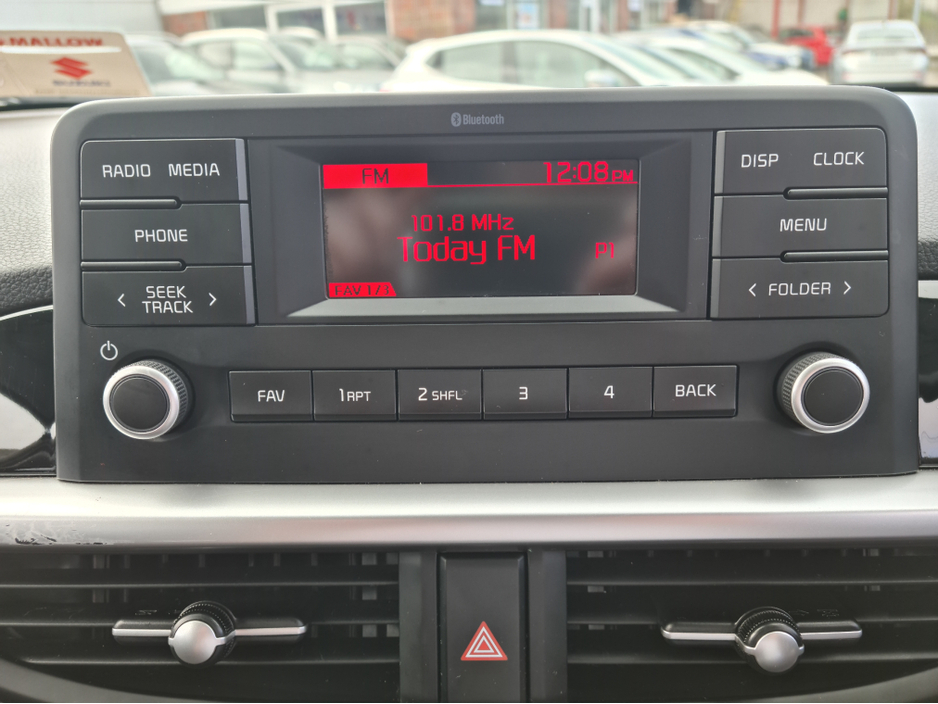 MALLOW
SUZUKI
Bluetooth
RADIO MEDIA
DISP CLOCK
FM 12:08 PM
PHONE
MENU
101.8 MHz
Today FM P1
< SEEK TRACK >
< FOLDER >
FAV 1/3
FAV 1 RPT 2 SHFL 3 4 BACK